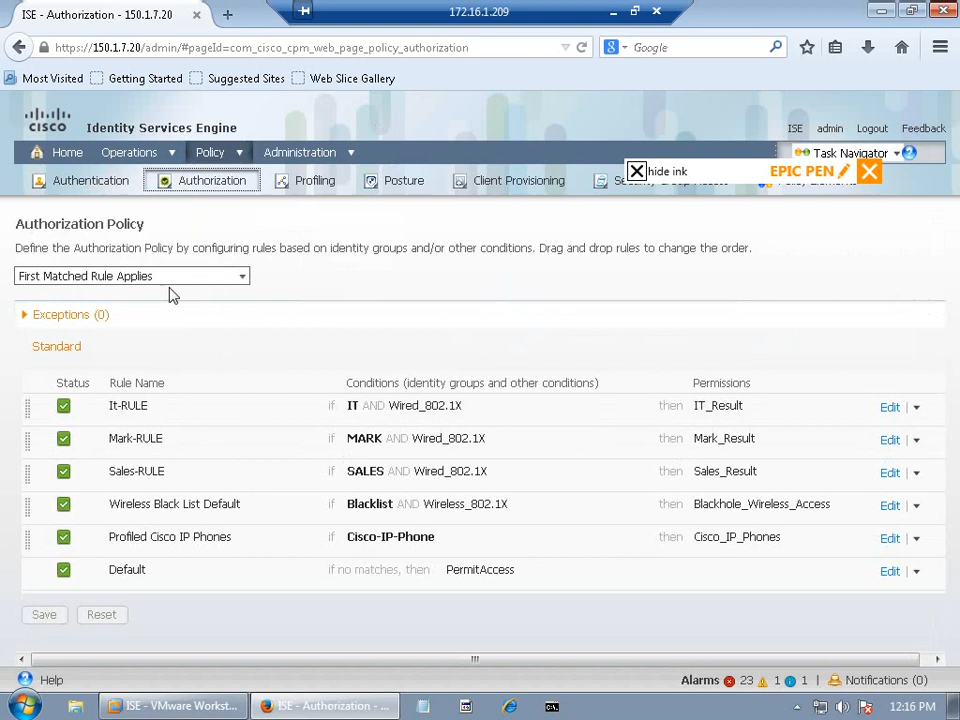 ISE - Authorization - 150.1.7.20
172.16.1.209
https://150.1.7.20/admin/#pageId=com_cisco_cpm_web_page_policy_authorization
Google
Most Visited Getting Started Suggested Sites Web Slice Gallery
CISCO Identity Services Engine
ISE admin Logout Feedback
Home Operations Policy Administration
Task Navigator
hide ink EPIC PEN
Authentication Authorization Profiling Posture Client Provisioning
Authorization Policy
Define the Authorization Policy by configuring rules based on identity groups and/or other conditions. Drag and drop rules to change the order.
First Matched Rule Applies
Exceptions (0)
Standard
Status Rule Name Conditions (identity groups and other conditions) Permissions
It-RULE if IT AND Wired_802.1X then IT_Result Edit
Mark-RULE if MARK AND Wired_802.1X then Mark_Result Edit
Sales-RULE if SALES AND Wired_802.1X then Sales_Result Edit
Wireless Black List Default if Blacklist AND Wireless_802.1X then Blackhole_Wireless_Access Edit
Profiled Cisco IP Phones if Cisco-IP-Phone then Cisco_IP_Phones Edit
Default if no matches, then PermitAccess Edit
Save Reset
Help Alarms 23 1 1 Notifications (0)
ISE - VMware Workst... ISE - Authorization - ... 12:16 PM